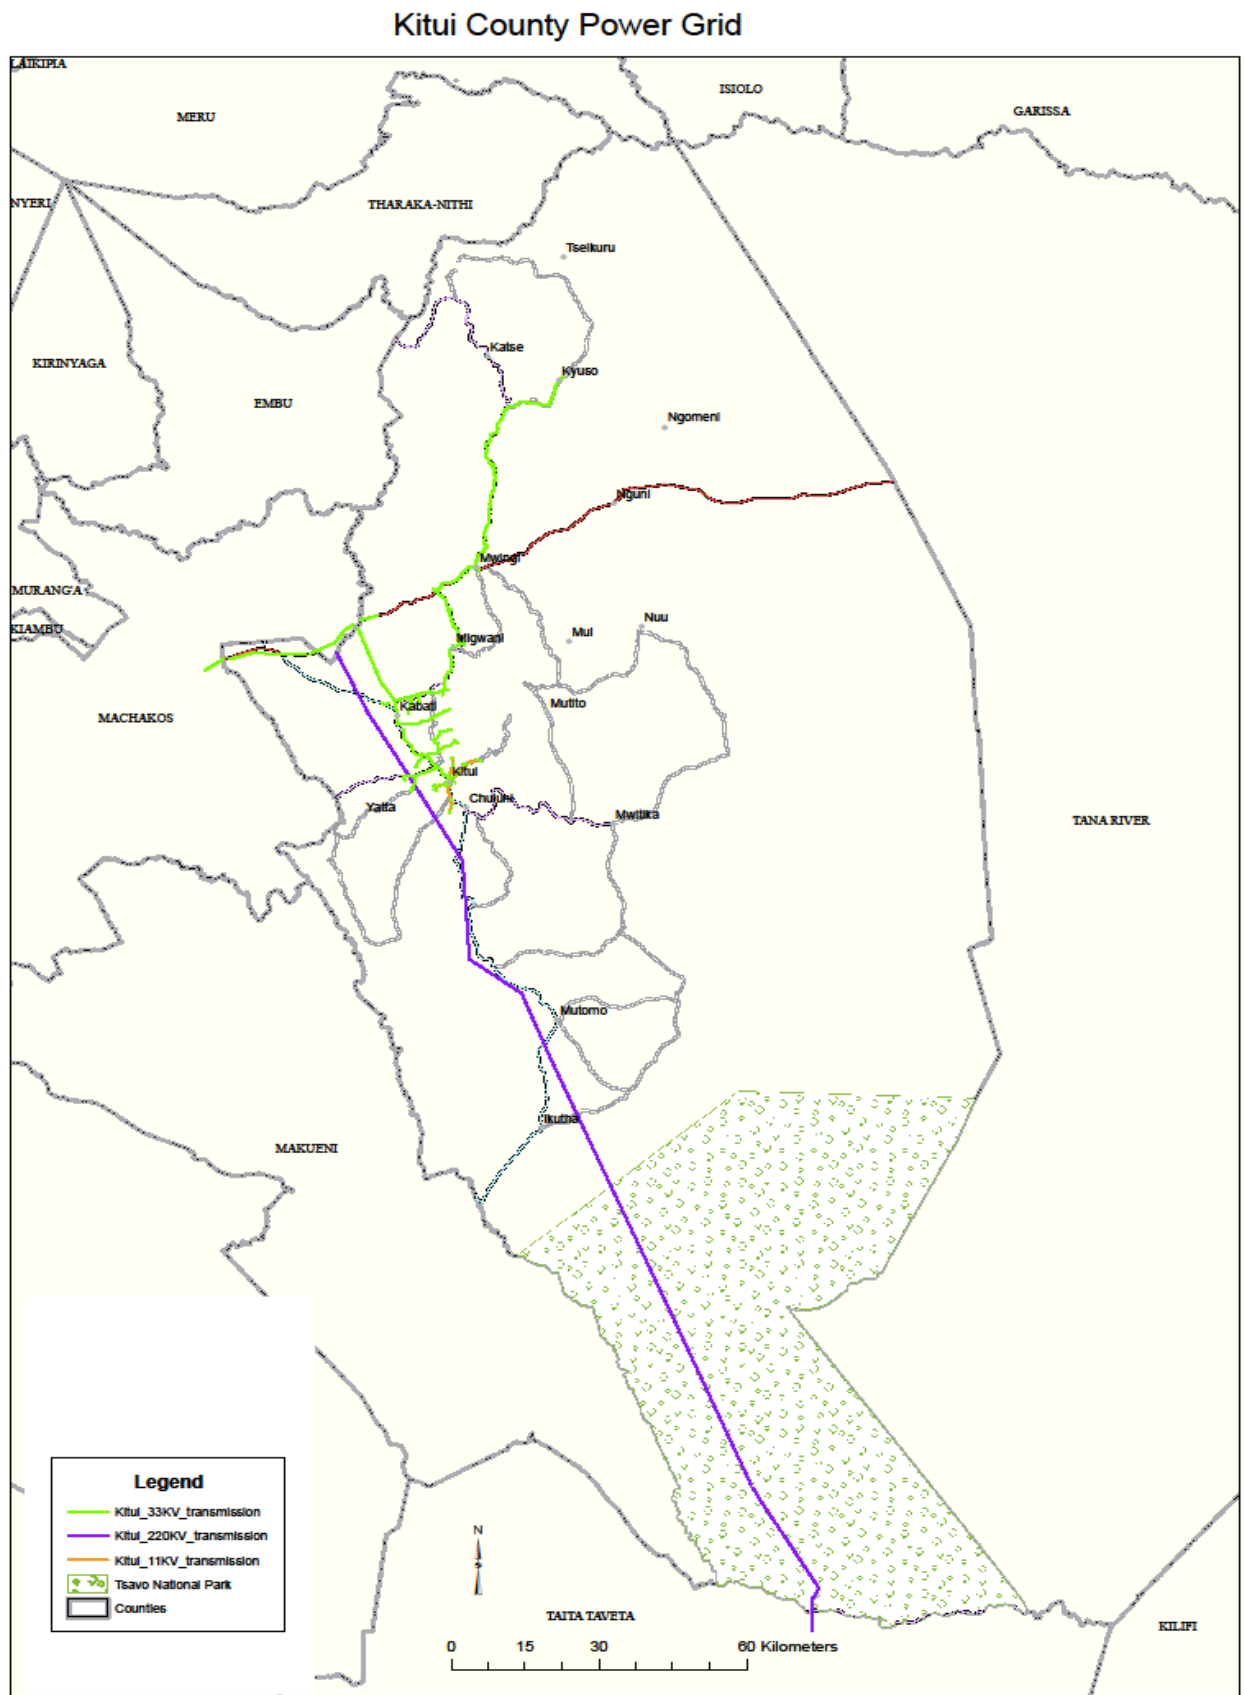 Kitui County Power Grid
LAIKIPIA
ISIOLO
GARISSA
MERU
NYERI
THARAKA-NITHI
Tseikuru
Katse
KIRINYAGA
Kyuso
EMBU
Ngomeni
Nguni
Mwingi
MURANG'A
KIAMBU
Nuu
Migwani
Mui
Kabati
Mutito
MACHAKOS
Kitui
Chuluni
Yatta
Mwitika
TANA RIVER
Mutomo
Ikutha
MAKUENI
Legend
Kitui_33KV_transmission
Kitui_220KV_transmission
Kitui_11KV_transmission
Tsavo National Park
Counties
N
S
TAITA TAVETA
KILIFI
0 15 30 60 Kilometers